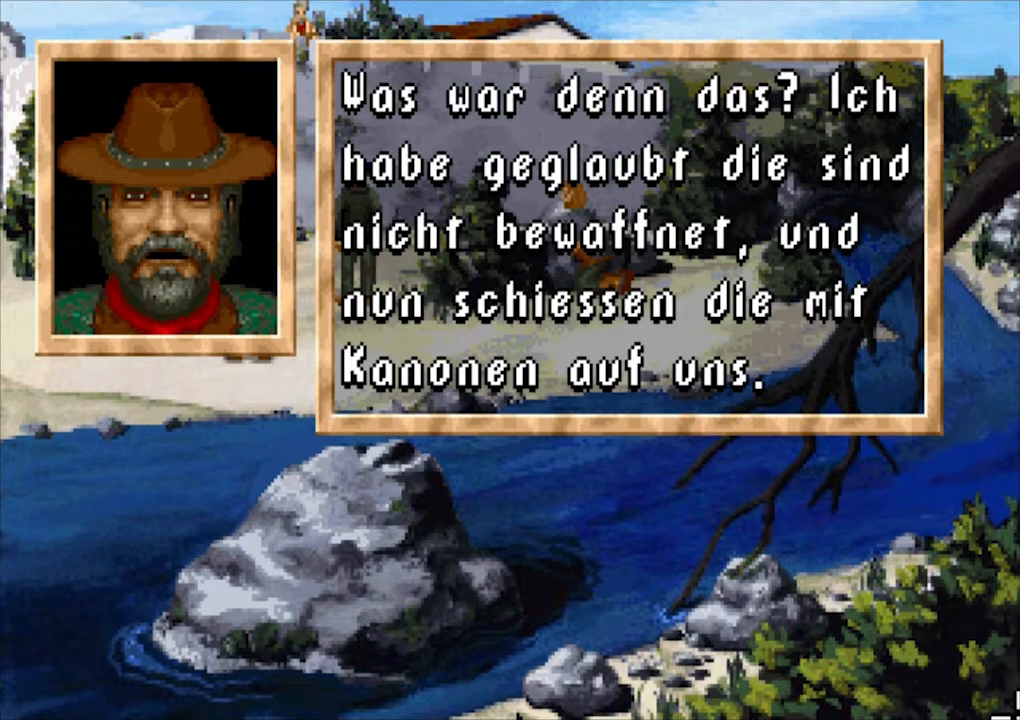 Was war denn das? Ich
habe geglaubt die sind
nicht bewaffnet, und
nun schiessen die mit
Kanonen auf uns.